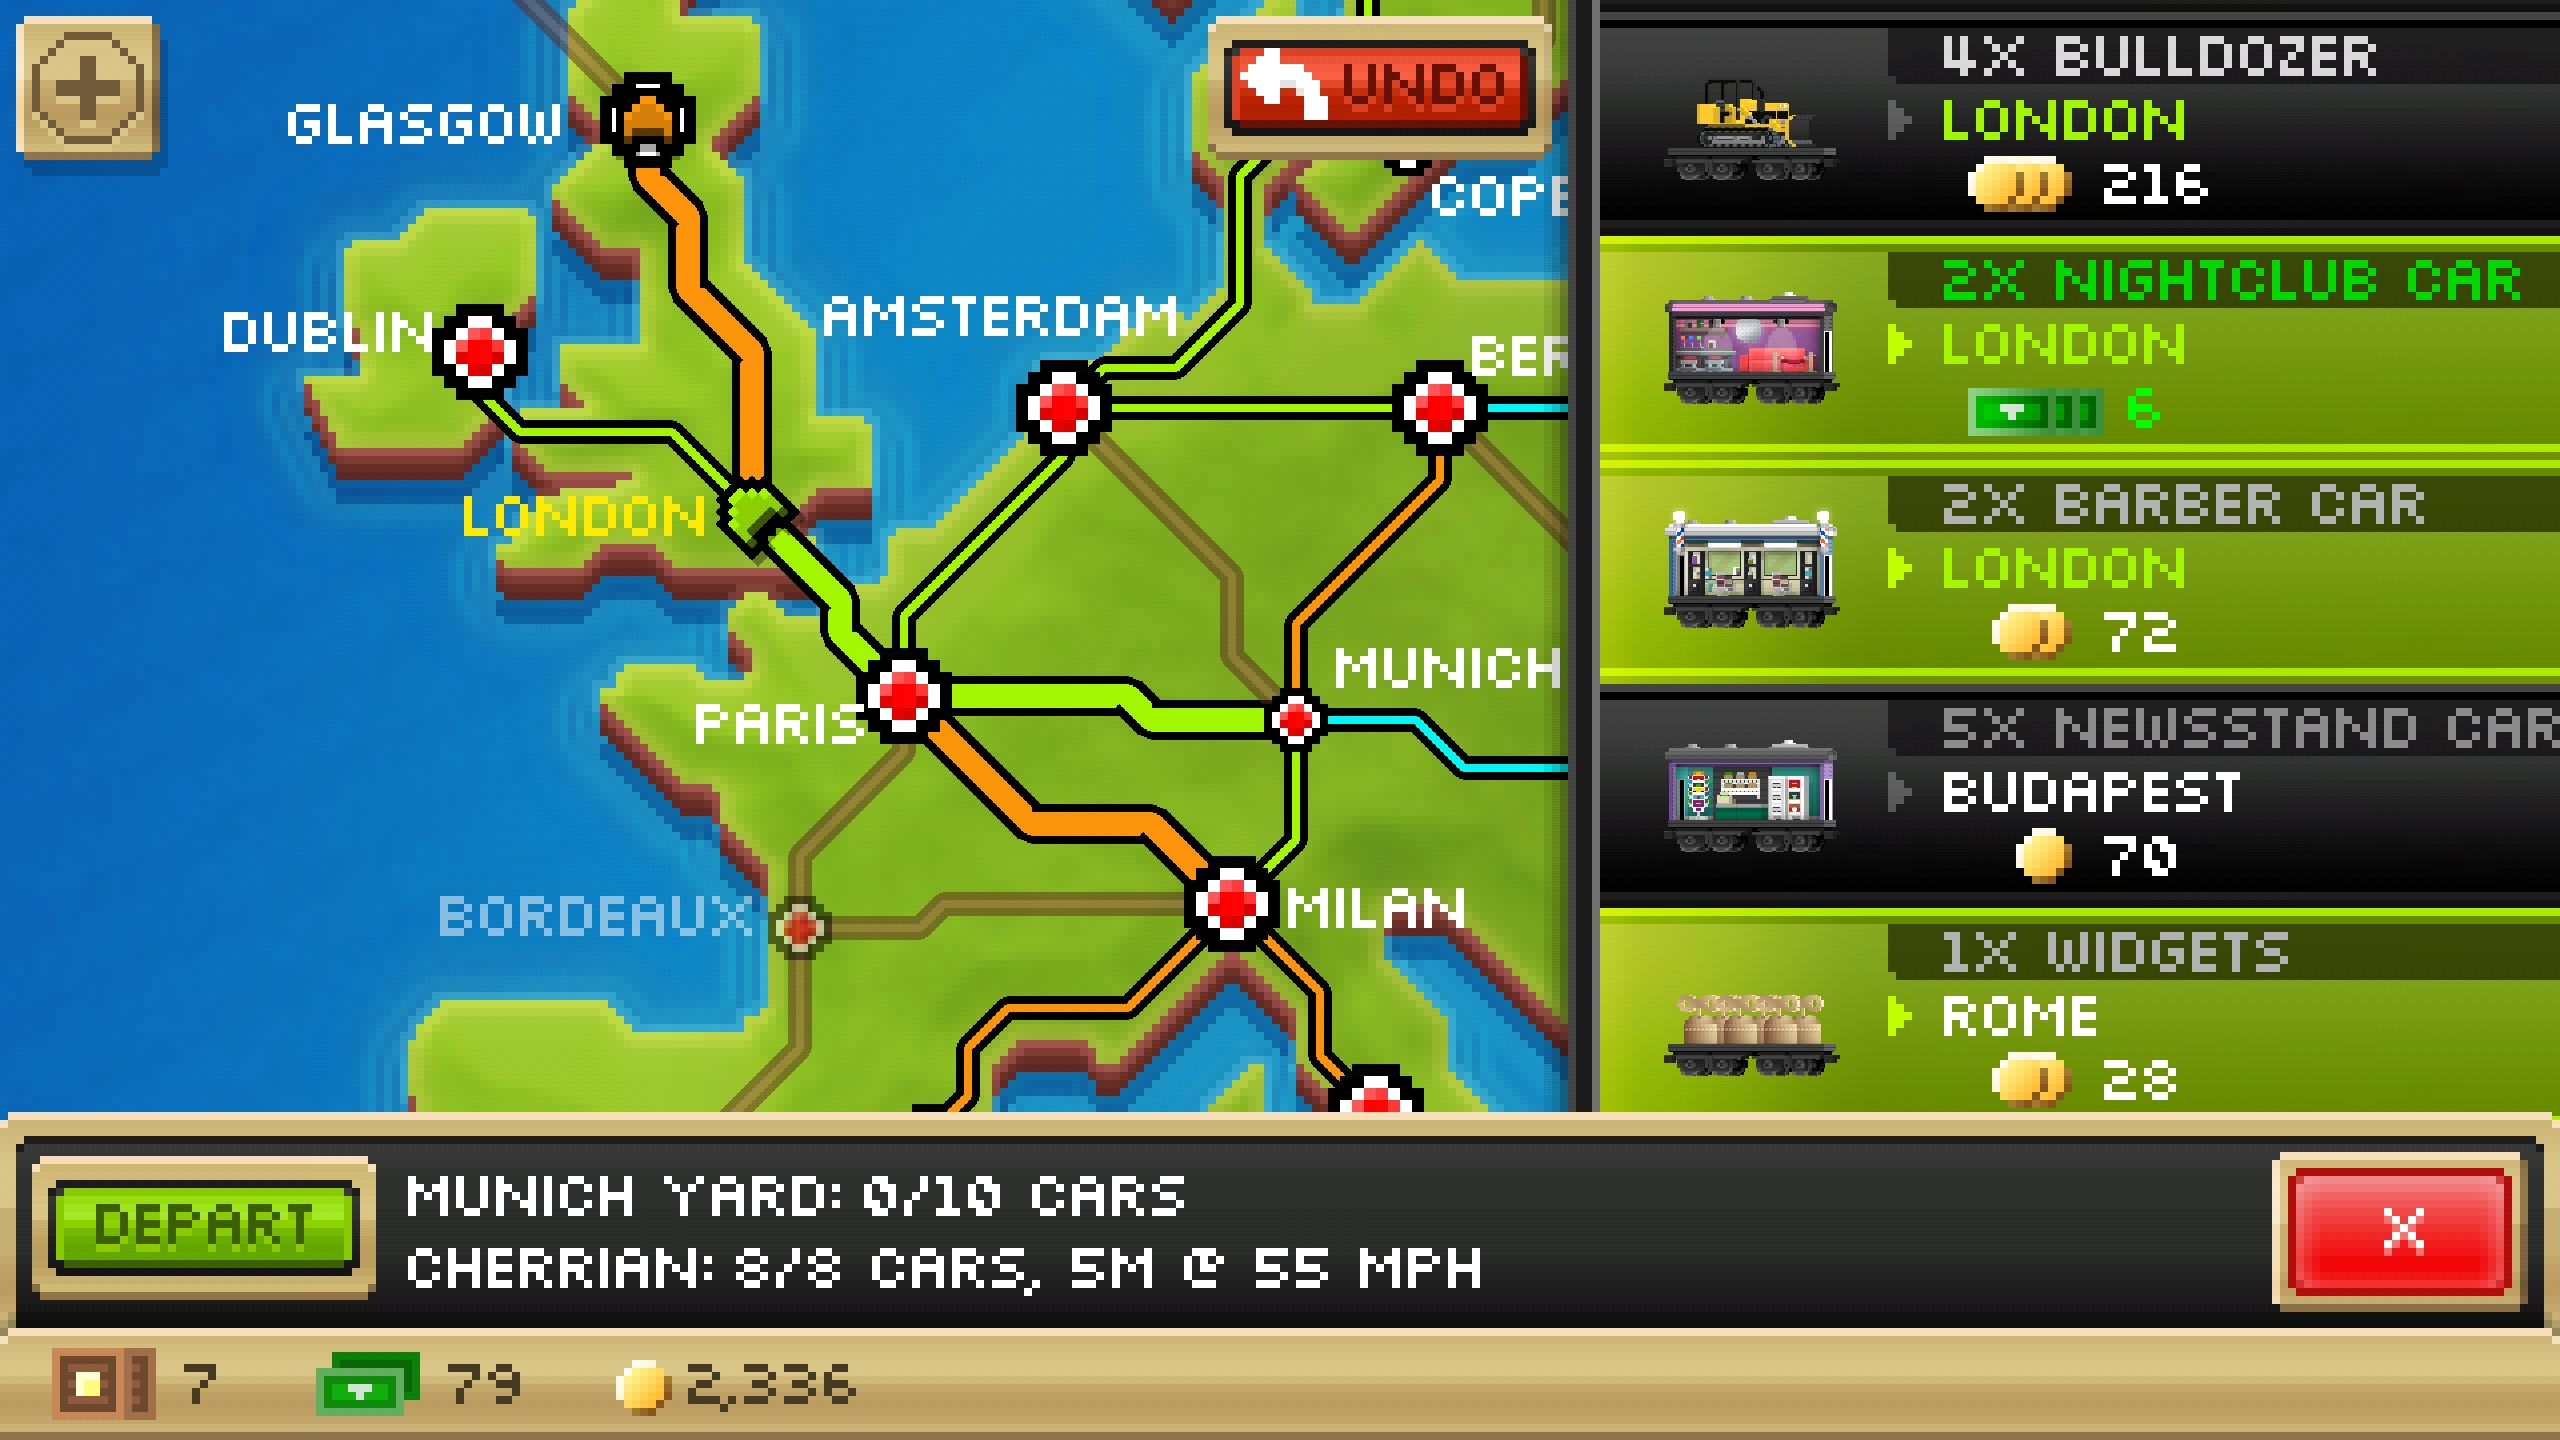 GLASGOW
UNDO
COPE
DUBLIN
AMSTERDAM
BER
LONDON
MUNICH
PARIS
BORDEAUX
MILAN
4X BULLDOZER
LONDON
216
2X NIGHTCLUB CAR
LONDON
6
2X BARBER CAR
LONDON
72
5X NEWSSTAND CAR
BUDAPEST
70
1X WIDGETS
ROME
28
DEPART
MUNICH YARD: 0/10 CARS
CHERRIAN: 8/8 CARS, 5M @ 55 MPH
X
7
79
2,336